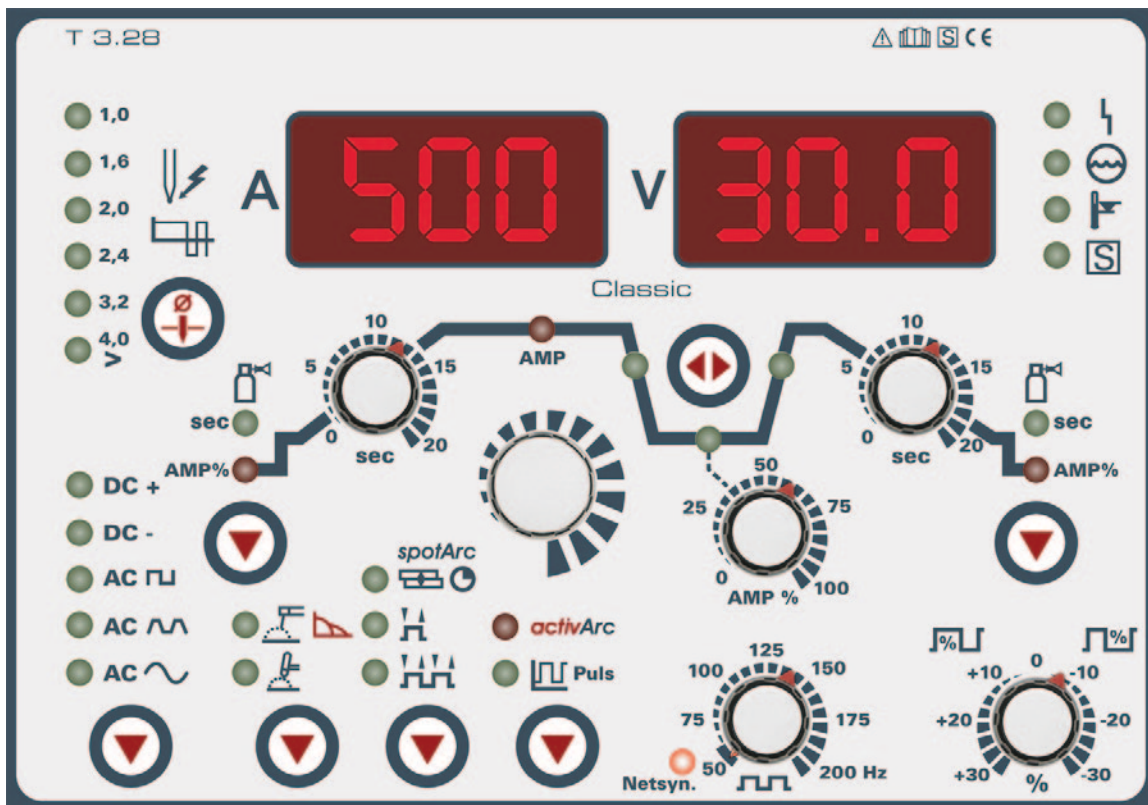 T 3.28
S CE
1,0
1,6
2,0
2,4
3,2
4,0
>
Ø
A 500 V 30.0
S
Classic
0 5 10 15 20
sec
AMP
0 5 10 15 20
sec
sec
AMP%
sec
AMP%
0 25 50 75 100
AMP %
DC +
DC -
AC
AC
AC
spotArc
activArc
Puls
Netsyn.
50 75 100 125 150 175 200 Hz
% %
+30 +20 +10 0 -10 -20 -30
%